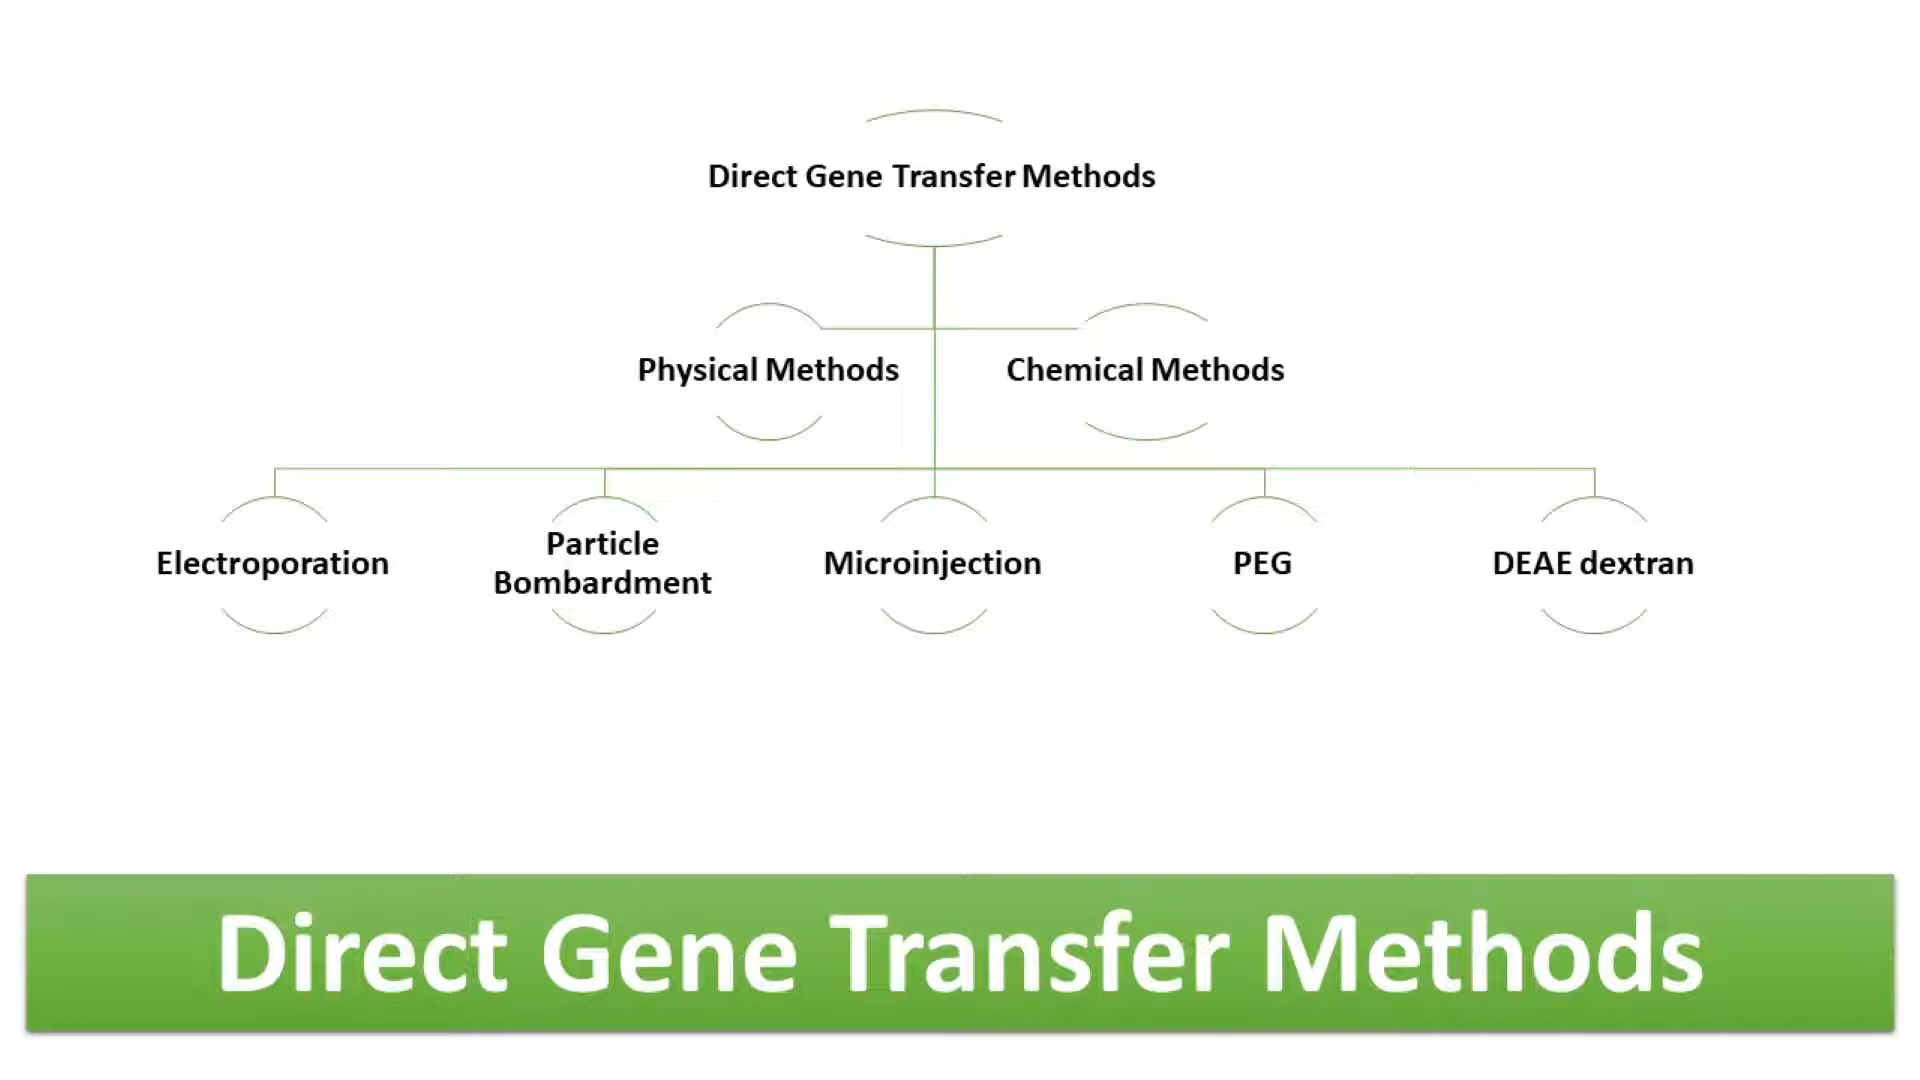 Direct Gene Transfer Methods
Physical Methods
Chemical Methods
Electroporation
Particle
Bombardment
Microinjection
PEG
DEAE dextran
Direct Gene Transfer Methods